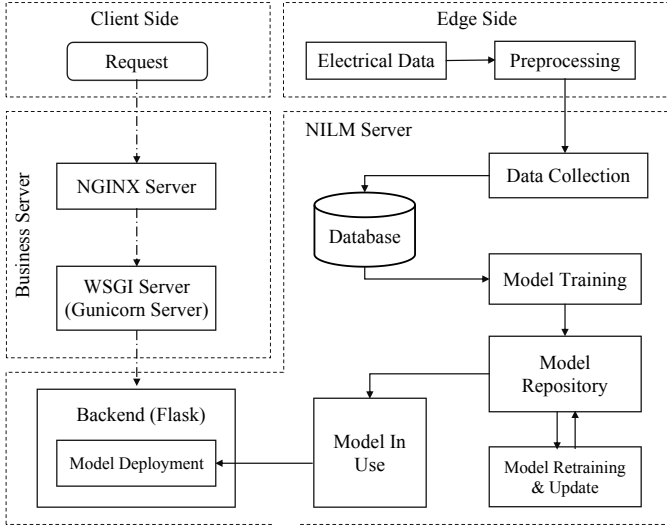 Client Side
Request
Edge Side
Electrical Data
Preprocessing
Business Server
NGINX Server
WSGI Server
(Gunicorn Server)
NILM Server
Data Collection
Database
Model Training
Model
Repository
Model Retraining
& Update
Model In
Use
Backend (Flask)
Model Deployment